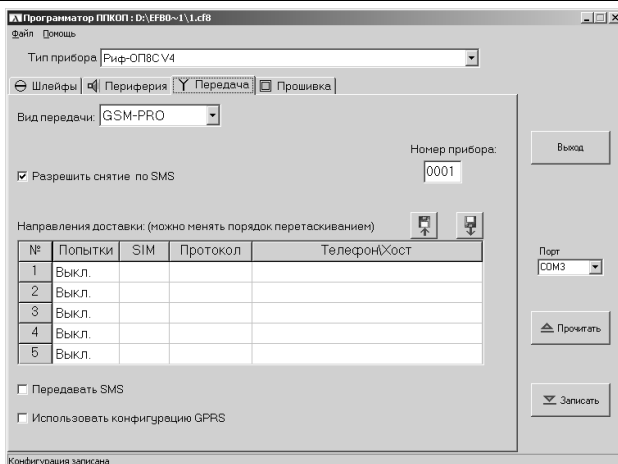 Программатор ППКОП : D:\EFB0~1\1.cf8
Файл Помощь
Тип прибора Риф-ОП8С V4
Шлейфы Периферия Передача Прошивка
Вид передачи: GSM-PRO
Номер прибора:
0001
Выход
Разрешить снятие по SMS
Направления доставки: (можно менять порядок перетаскиванием)
№ Попытки SIM Протокол Телефон\Хост
1 Выкл.
2 Выкл.
3 Выкл.
4 Выкл.
5 Выкл.
Порт
COM3
Прочитать
Передавать SMS
Использовать конфигурацию GPRS
Записать
Конфигурация записана